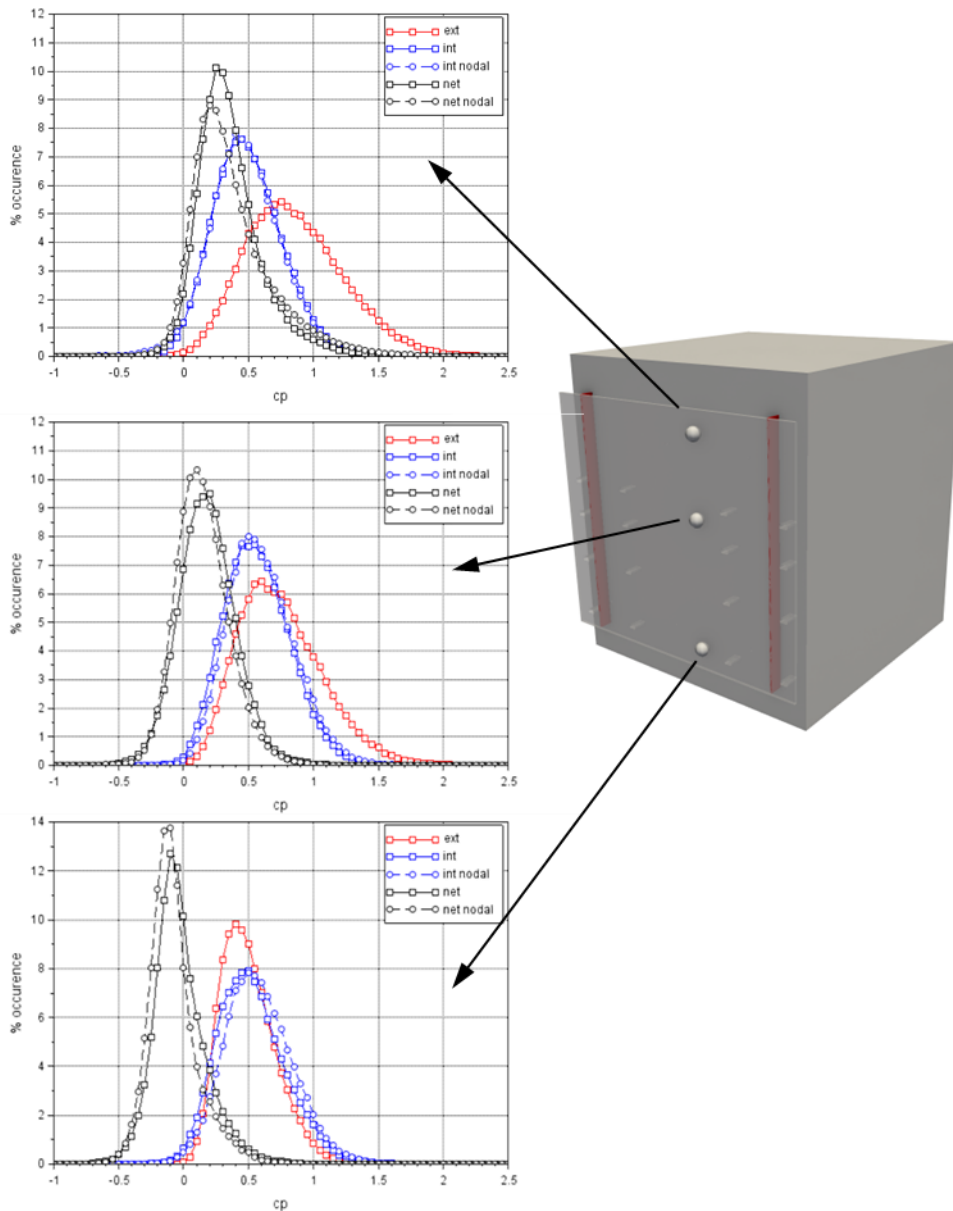 12
11
10
9
8
7
6
5
4
3
2
1
0
% occurence
ext
int
int nodal
net
net nodal
-1 -0.5 0 0.5 1 1.5 2 2.5
cp
12
11
10
9
8
7
6
5
4
3
2
1
0
% occurence
ext
int
int nodal
net
net nodal
-1 -0.5 0 0.5 1 1.5 2 2.5
cp
14
12
10
8
6
4
2
0
% occurence
ext
int
int nodal
net
net nodal
-1 -0.5 0 0.5 1 1.5 2 2.5
cp